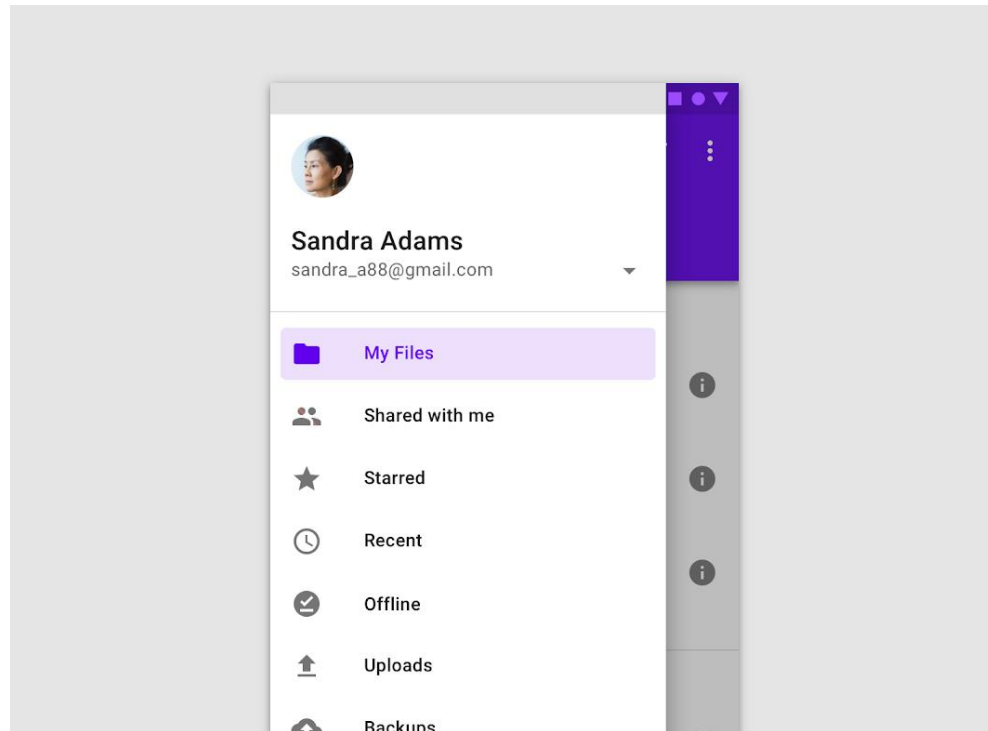 Sandra Adams
sandra_a88@gmail.com
My Files
Shared with me
Starred
Recent
Offline
Uploads
Backups